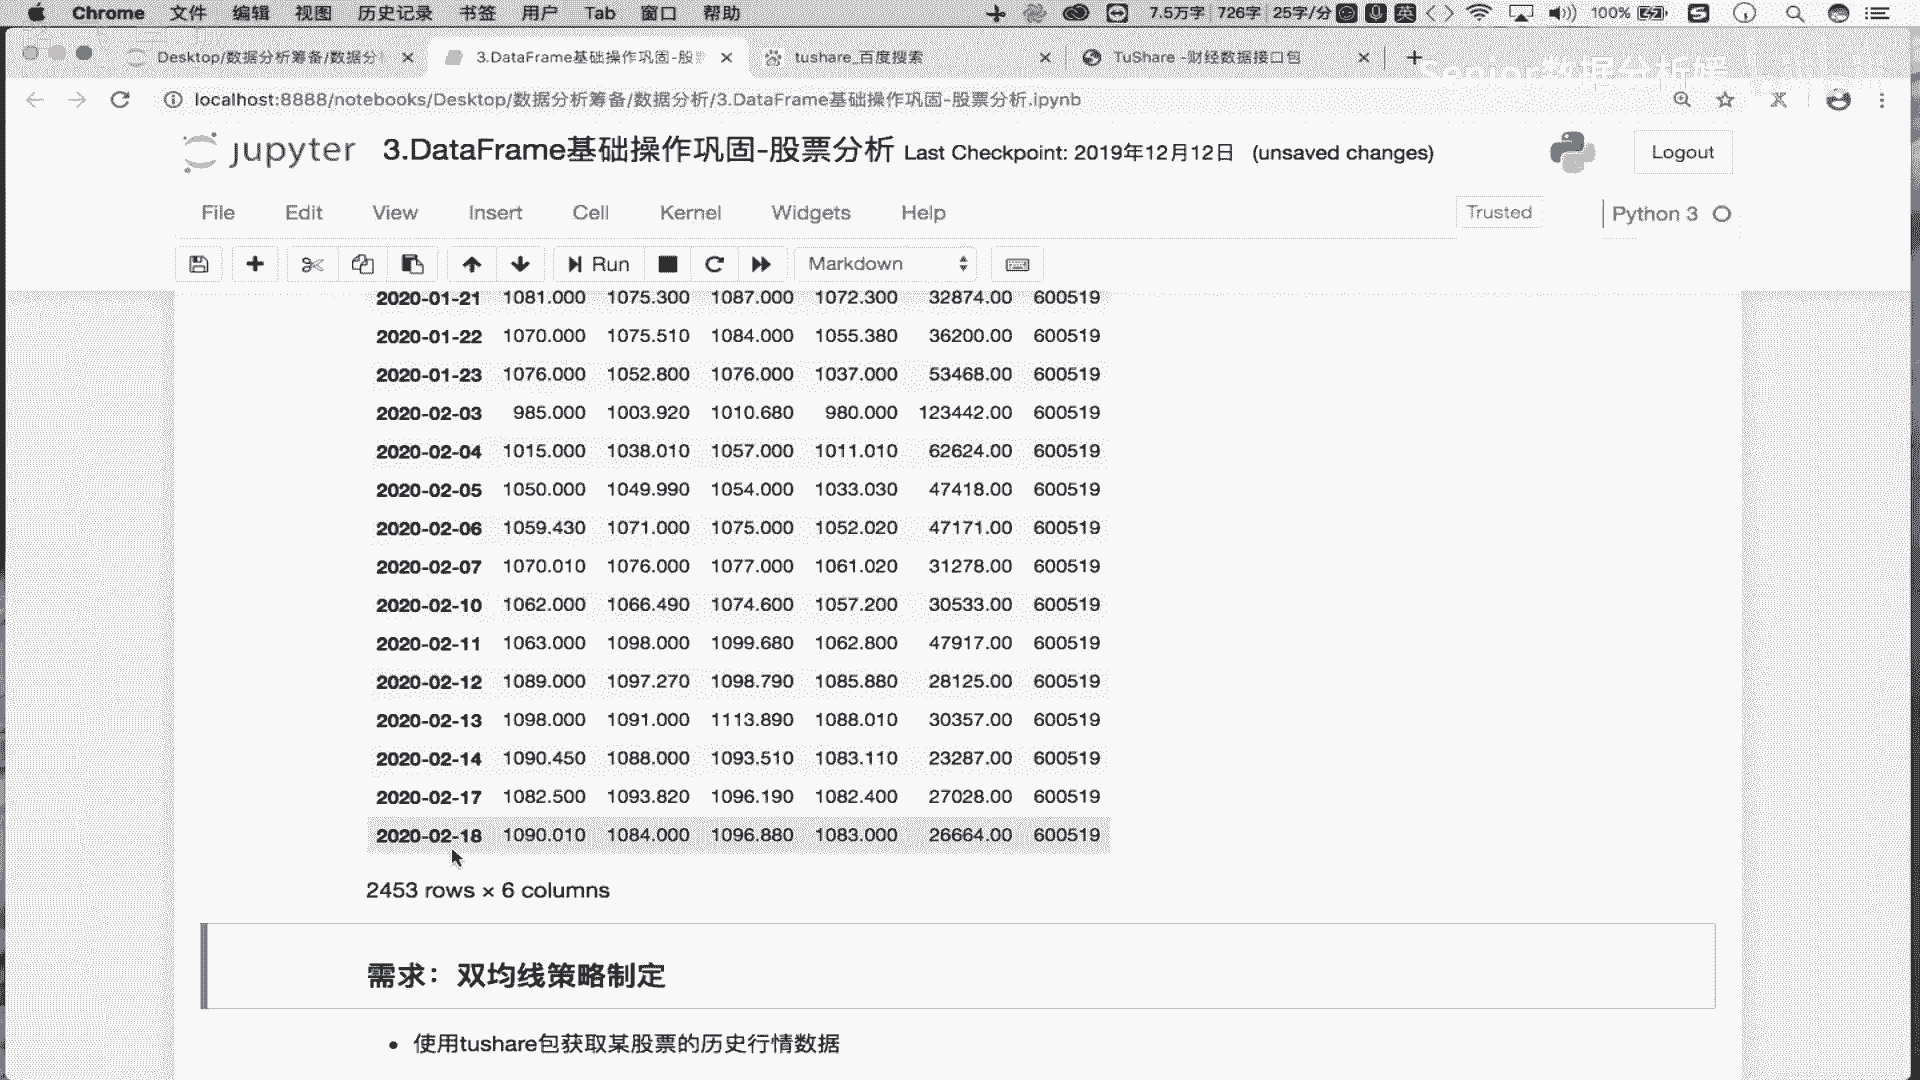 Chrome 文件 编辑 视图 历史记录 书签 用户 Tab 窗口 帮助 7.5万字 726字 25字/分 英 100%
Desktop/数据分析筹备/数据分 3.DataFrame基础操作巩固-股 tushare_百度搜索 TuShare -财经数据接口包
localhost:8888/notebooks/Desktop/数据分析筹备/数据分析/3.DataFrame基础操作巩固-股票分析.ipynb
jupyter 3.DataFrame基础操作巩固-股票分析 Last Checkpoint: 2019年12月12日 (unsaved changes) Logout
File Edit View Insert Cell Kernel Widgets Help Trusted Python 3
Run Markdown
2020-01-21 1081.000 1075.300 1087.000 1072.300 32874.00 600519
2020-01-22 1070.000 1075.510 1084.000 1055.380 36200.00 600519
2020-01-23 1076.000 1052.800 1076.000 1037.000 53468.00 600519
2020-02-03 985.000 1003.920 1010.680 980.000 123442.00 600519
2020-02-04 1015.000 1038.010 1057.000 1011.010 62624.00 600519
2020-02-05 1050.000 1049.990 1054.000 1033.030 47418.00 600519
2020-02-06 1059.430 1071.000 1075.000 1052.020 47171.00 600519
2020-02-07 1070.010 1076.000 1077.000 1061.020 31278.00 600519
2020-02-10 1062.000 1066.490 1074.600 1057.200 30533.00 600519
2020-02-11 1063.000 1098.000 1099.680 1062.800 47917.00 600519
2020-02-12 1089.000 1097.270 1098.790 1085.880 28125.00 600519
2020-02-13 1098.000 1091.000 1113.890 1088.010 30357.00 600519
2020-02-14 1090.450 1088.000 1093.510 1083.110 23287.00 600519
2020-02-17 1082.500 1093.820 1096.190 1082.400 27028.00 600519
2020-02-18 1090.010 1084.000 1096.880 1083.000 26664.00 600519
2453 rows × 6 columns
需求：双均线策略制定
• 使用tushare包获取某股票的历史行情数据